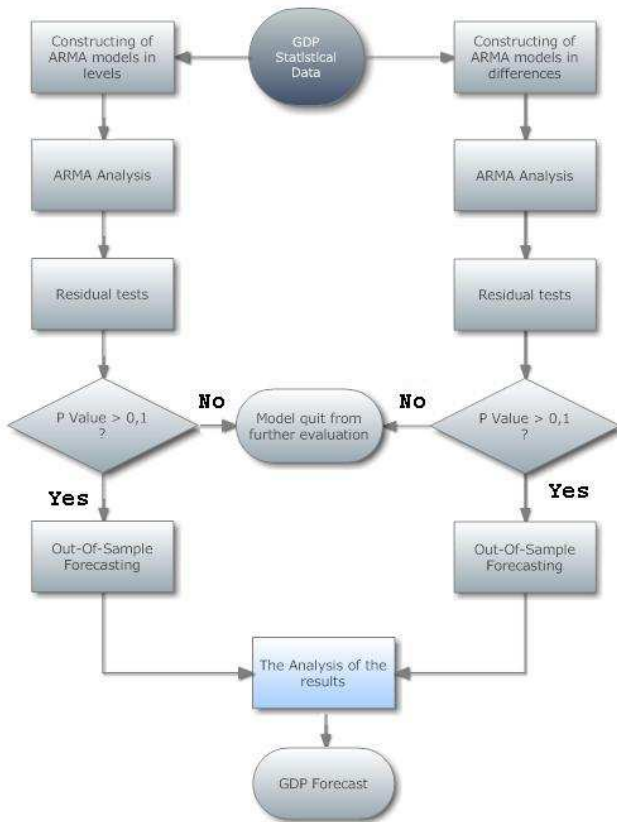 Constructing of
ARMA models in
levels
GDP
Statistical
Data
Constructing of
ARMA models in
differences
ARMA Analysis
ARMA Analysis
Residual tests
Residual tests
P Value > 0,1
?
No
Model quit from
further evaluation
No
P Value > 0,1
?
Yes
Yes
Out-Of-Sample
Forecasting
Out-Of-Sample
Forecasting
The Analysis of the
results
GDP Forecast